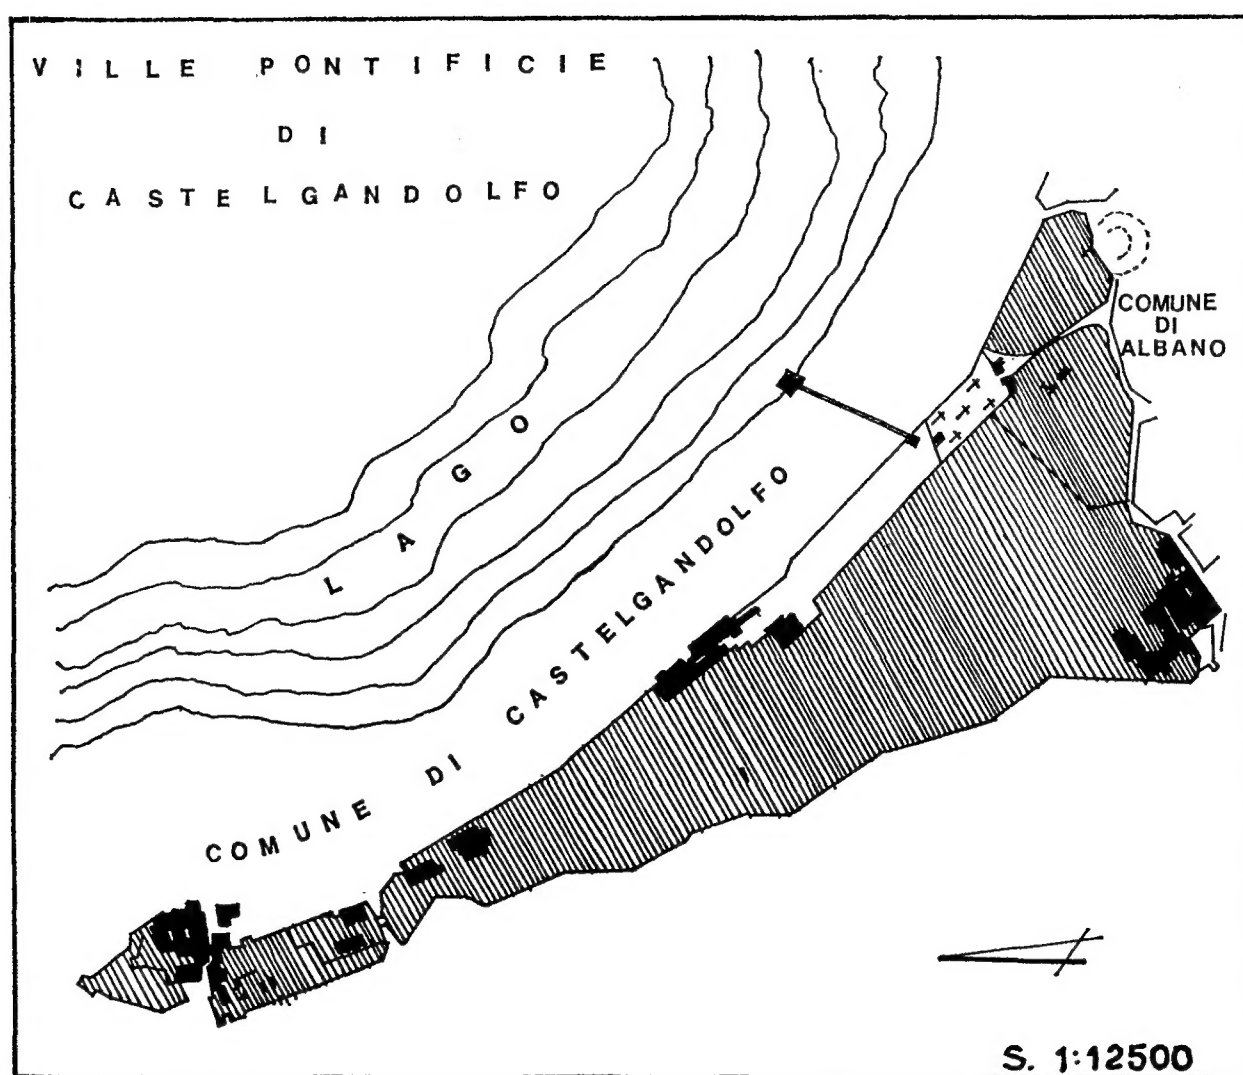 VILLE PONTIFICIE
DI
CASTELGANDOLFO
COMUNE
DI
ALBANO
LAGO
COMUNE DI CASTELGANDOLFO
S. 1:12500